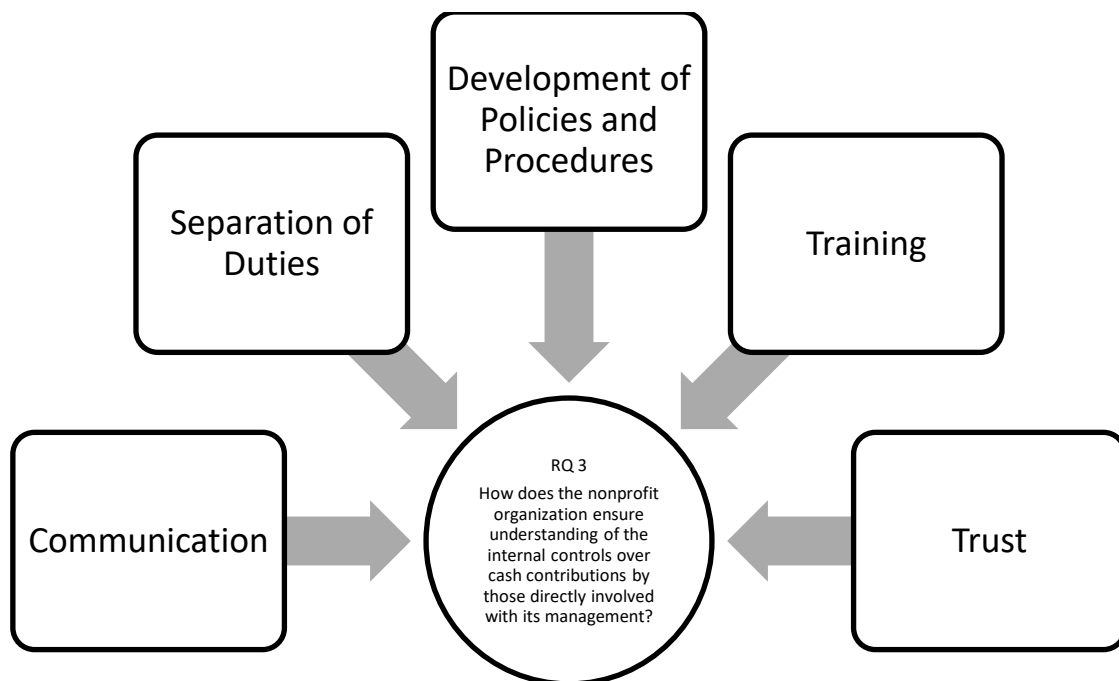 Development of
Policies and
Procedures
Separation of
Duties
Training
Communication
RQ 3
How does the nonprofit
organization ensure
understanding of the
internal controls over
cash contributions by
those directly involved
with its management?
Trust